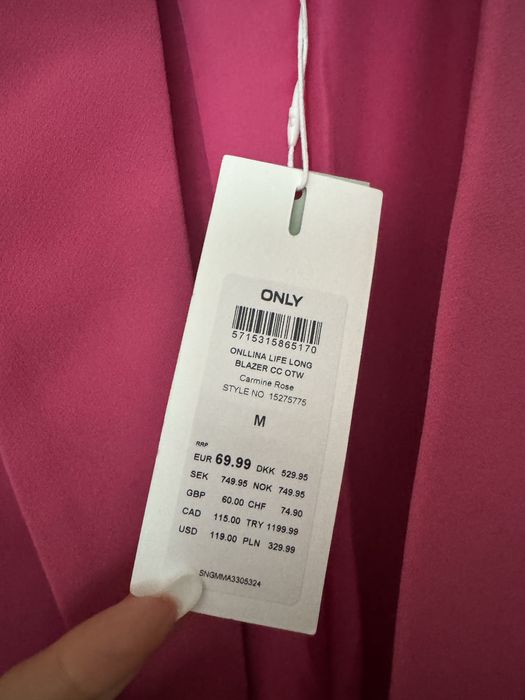 ONLY
5715315865170
ONLLINA LIFE LONG
BLAZER CC OTW
Carmine Rose
STYLE NO 15275775
M
RRP
EUR 69.99 DKK 529.95
SEK 749.95 NOK 749.95
GBP 60.00 CHF 74.90
CAD 115.00 TRY 1199.99
USD 119.00 PLN 329.99
SNGMMA3305324